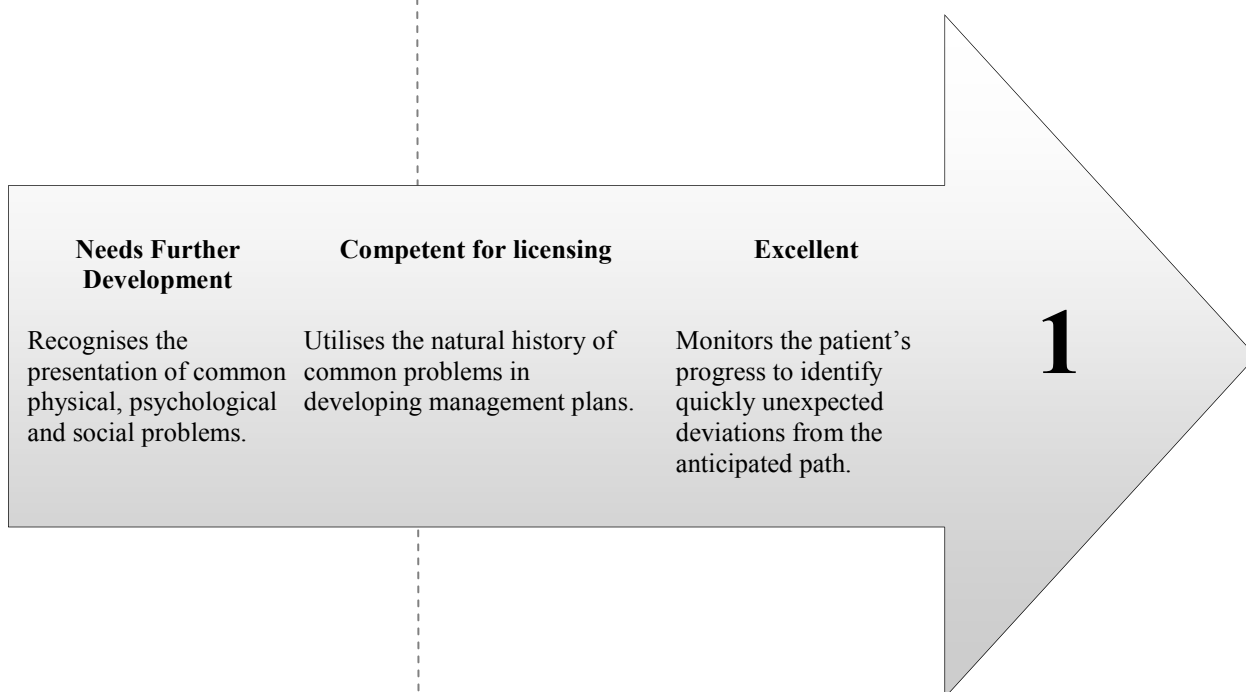 Needs Further
Development
Recognises the
presentation of common
physical, psychological
and social problems.
Competent for licensing
Utilises the natural history of
common problems in
developing management plans.
Excellent
Monitors the patient’s
progress to identify
quickly unexpected
deviations from the
anticipated path.
1